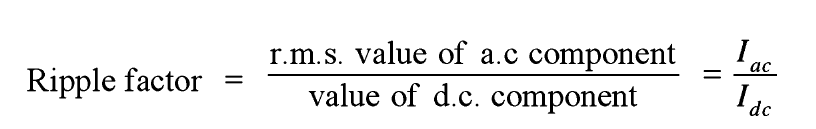 Ripple factor = r.m.s. value of a.c component / value of d.c. component = I_ac / I_dc